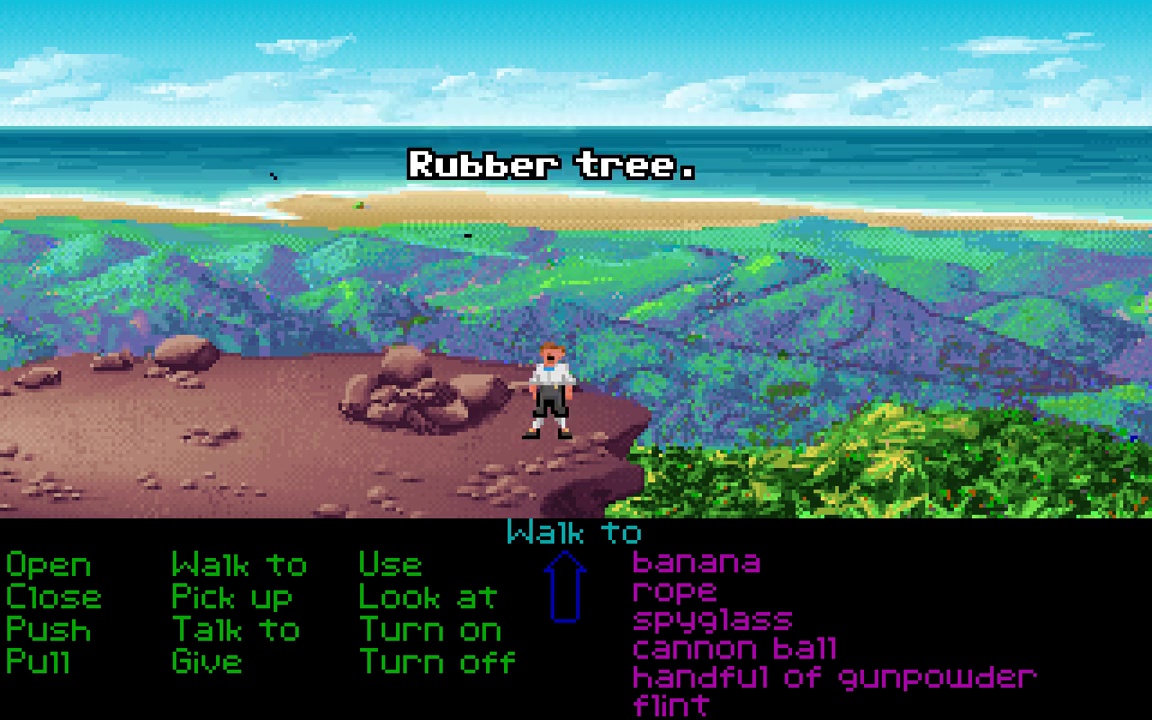 Rubber tree.
Walk to
Open Walk to Use
Close Pick up Look at
Push Talk to Turn on
Pull Give Turn off
banana
rope
spyglass
cannon ball
handful of gunpowder
flint